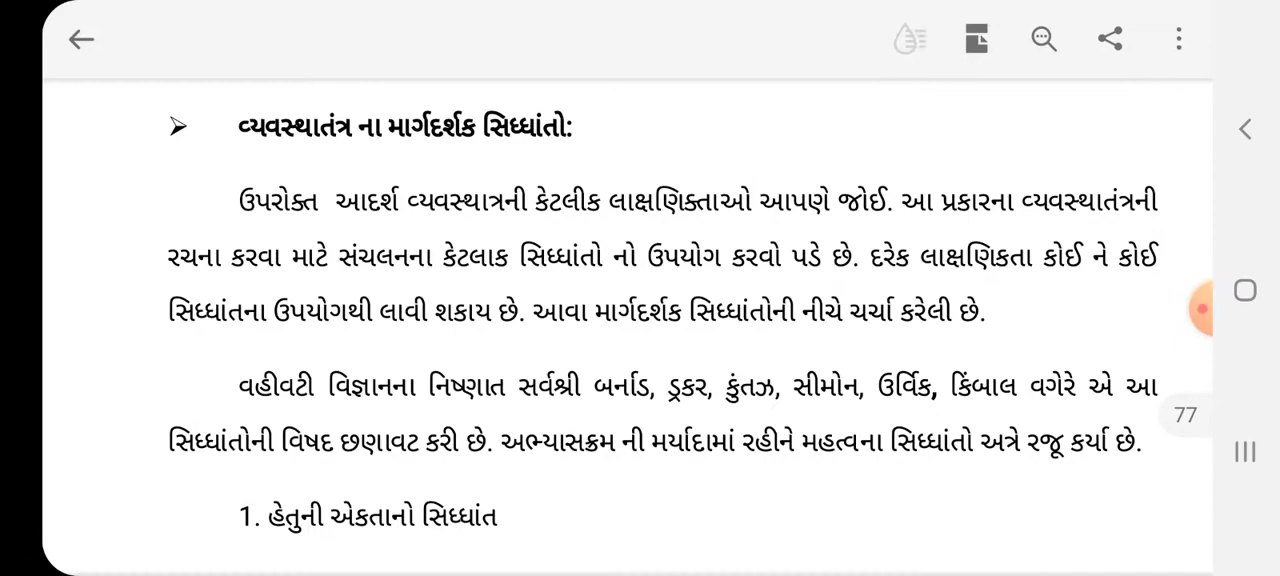 ➢ વ્યવસ્થાતંત્ર ના માર્ગદર્શક સિધ્ધાંતો:
ઉપરોક્ત આદર્શ વ્યવસ્થાત્રની કેટલીક લાક્ષણિક્તાઓ આપણે જોઈ. આ પ્રકારના વ્યવસ્થાતંત્રની
રચના કરવા માટે સંચલનના કેટલાક સિધ્ધાંતો નો ઉપયોગ કરવો પડે છે. દરેક લાક્ષણિકતા કોઈ ને કોઈ
સિધ્ધાંતના ઉપયોગથી લાવી શકાય છે. આવા માર્ગદર્શક સિધ્ધાંતોની નીચે ચર્ચા કરેલી છે.
વહીવટી વિજ્ઞાનના નિષ્ણાત સર્વશ્રી બર્નાડ, ડ્રકર, કુંતઝ, સીમોન, ઉર્વિક, કિંબાલ વગેરે એ આ
77
સિધ્ધાંતોની વિષદ છણાવટ કરી છે. અભ્યાસક્રમ ની મર્યાદામાં રહીને મહત્વના સિધ્ધાંતો અત્રે રજૂ કર્યા છે.
1. હેતુની એકતાનો સિધ્ધાંત